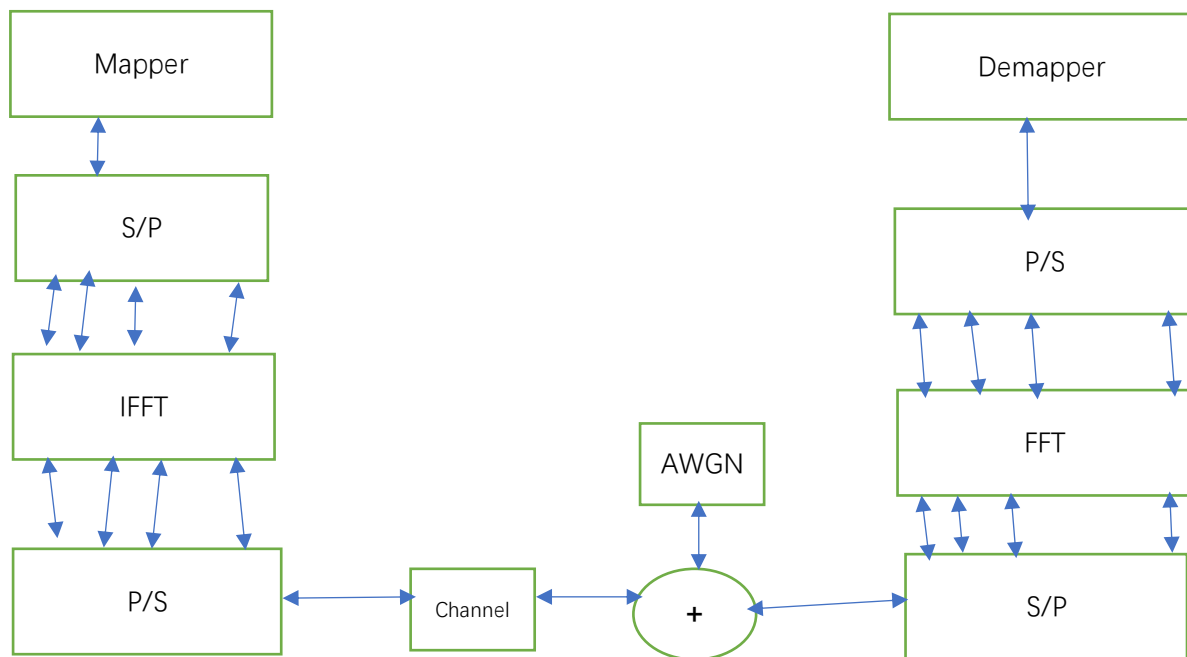 Mapper
S/P
IFFT
P/S
Channel
AWGN
+
Demapper
P/S
FFT
S/P